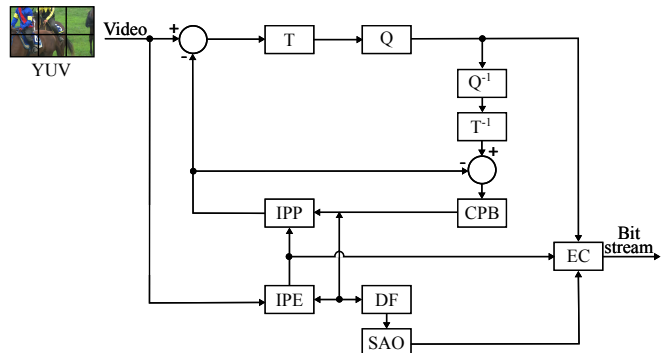 YUV
Video
+
-
T
Q
Q⁻¹
T⁻¹
+
-
IPP
CPB
Bit
stream
EC
IPE
DF
SAO